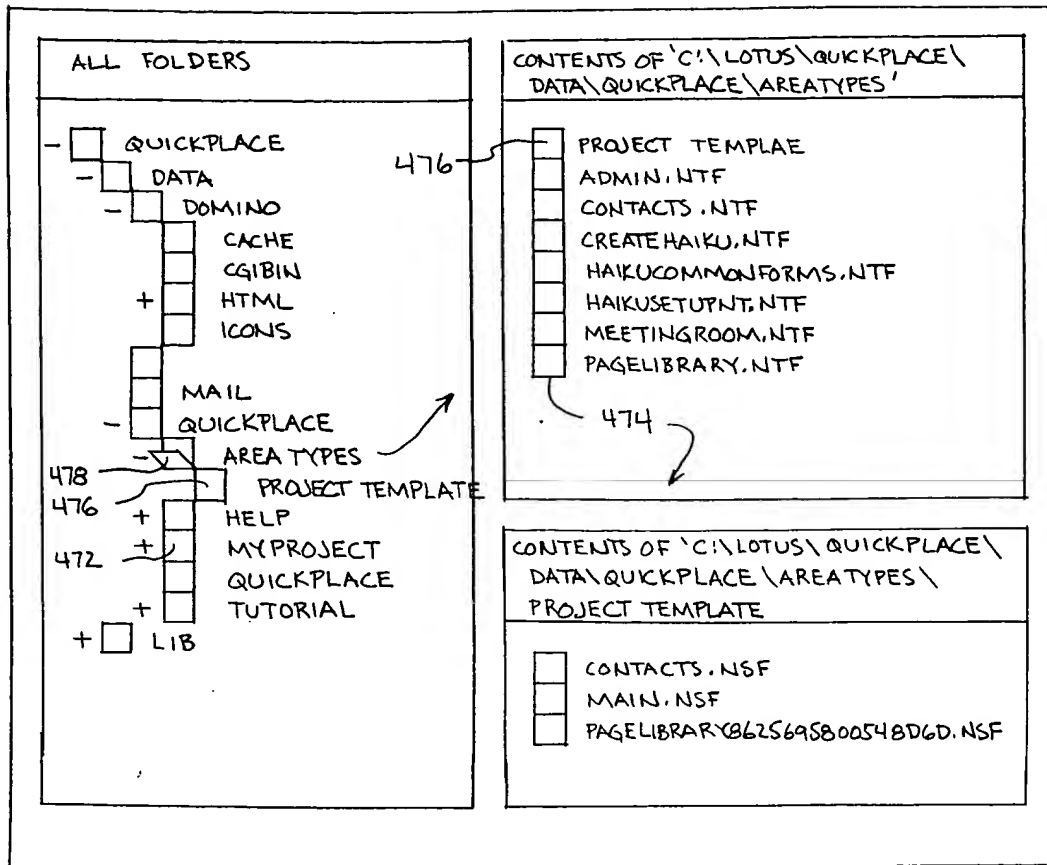 ALL FOLDERS
- QUICKPLACE
- DATA
- DOMINO
CACHE
CGIBIN
+ HTML
ICONS
MAIL
- QUICKPLACE
- AREA TYPES
478
476 PROJECT TEMPLATE
+ HELP
472 + MYPROJECT
QUICKPLACE
+ TUTORIAL
+ LIB
CONTENTS OF 'C:\LOTUS\QUICKPLACE\
DATA\QUICKPLACE\AREATYPES'
476 PROJECT TEMPLAE
ADMIN.NTF
CONTACTS.NTF
CREATEHAIKU.NTF
HAIKUCOMMONFORMS.NTF
HAIKUSETUPNT.NTF
MEETINGROOM.NTF
PAGELIBRARY.NTF
474
CONTENTS OF 'C:\LOTUS\QUICKPLACE\
DATA\QUICKPLACE\AREATYPES\
PROJECT TEMPLATE
CONTACTS.NSF
MAIN.NSF
PAGELIBRARY8625695800548D6D.NSF